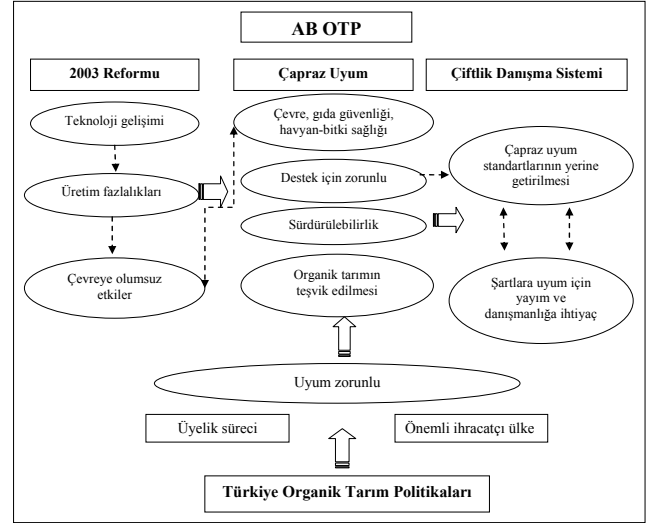 AB OTP
2003 Reformu
Çapraz Uyum
Çiftlik Danışma Sistemi
Teknoloji gelişimi
Üretim fazlalıkları
Çevreye olumsuz
etkiler
Çevre, gıda güvenliği,
havyan-bitki sağlığı
Destek için zorunlu
Sürdürülebilirlik
Organik tarımın
teşvik edilmesi
Çapraz uyum
standartlarının yerine
getirilmesi
Şartlara uyum için
yayım ve
danışmanlığa ihtiyaç
Uyum zorunlu
Üyelik süreci
Önemli ihracatçı ülke
Türkiye Organik Tarım Politikaları